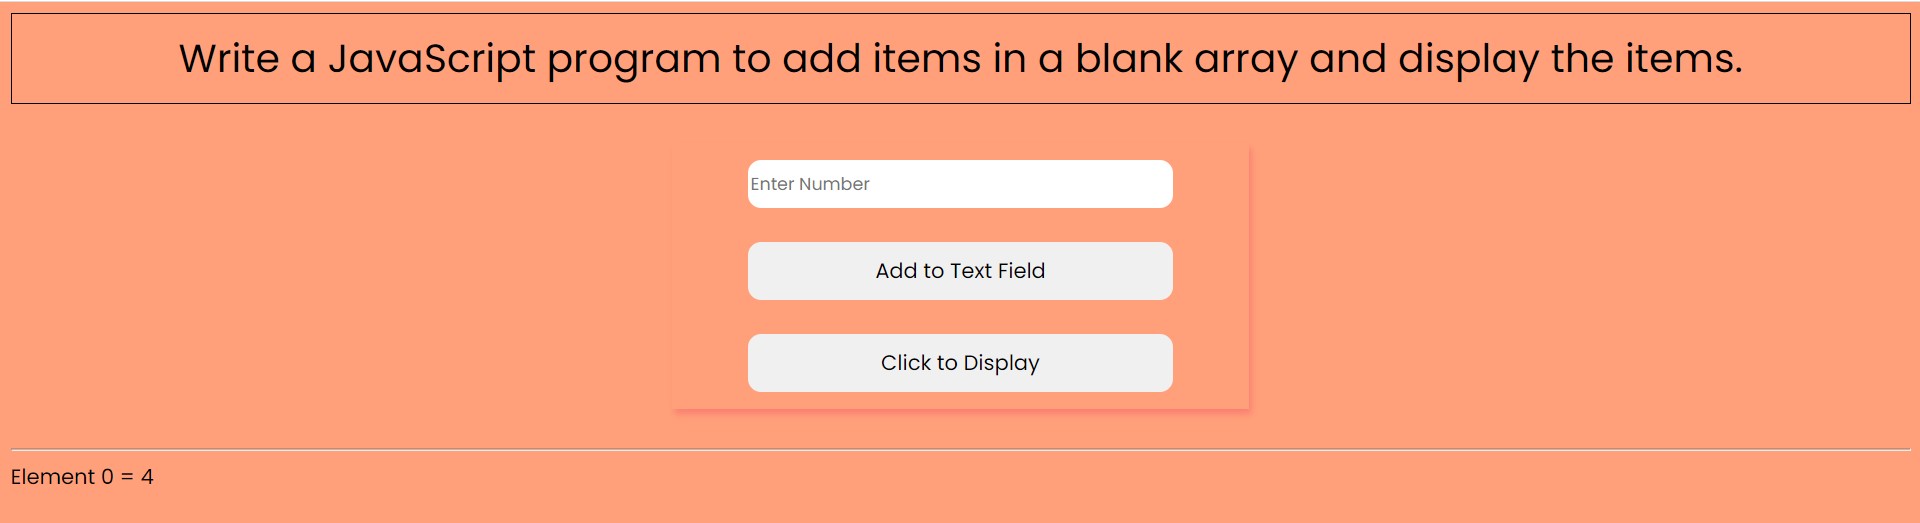 Write a JavaScript program to add items in a blank array and display the items.
Enter Number
Add to Text Field
Click to Display
Element 0 = 4